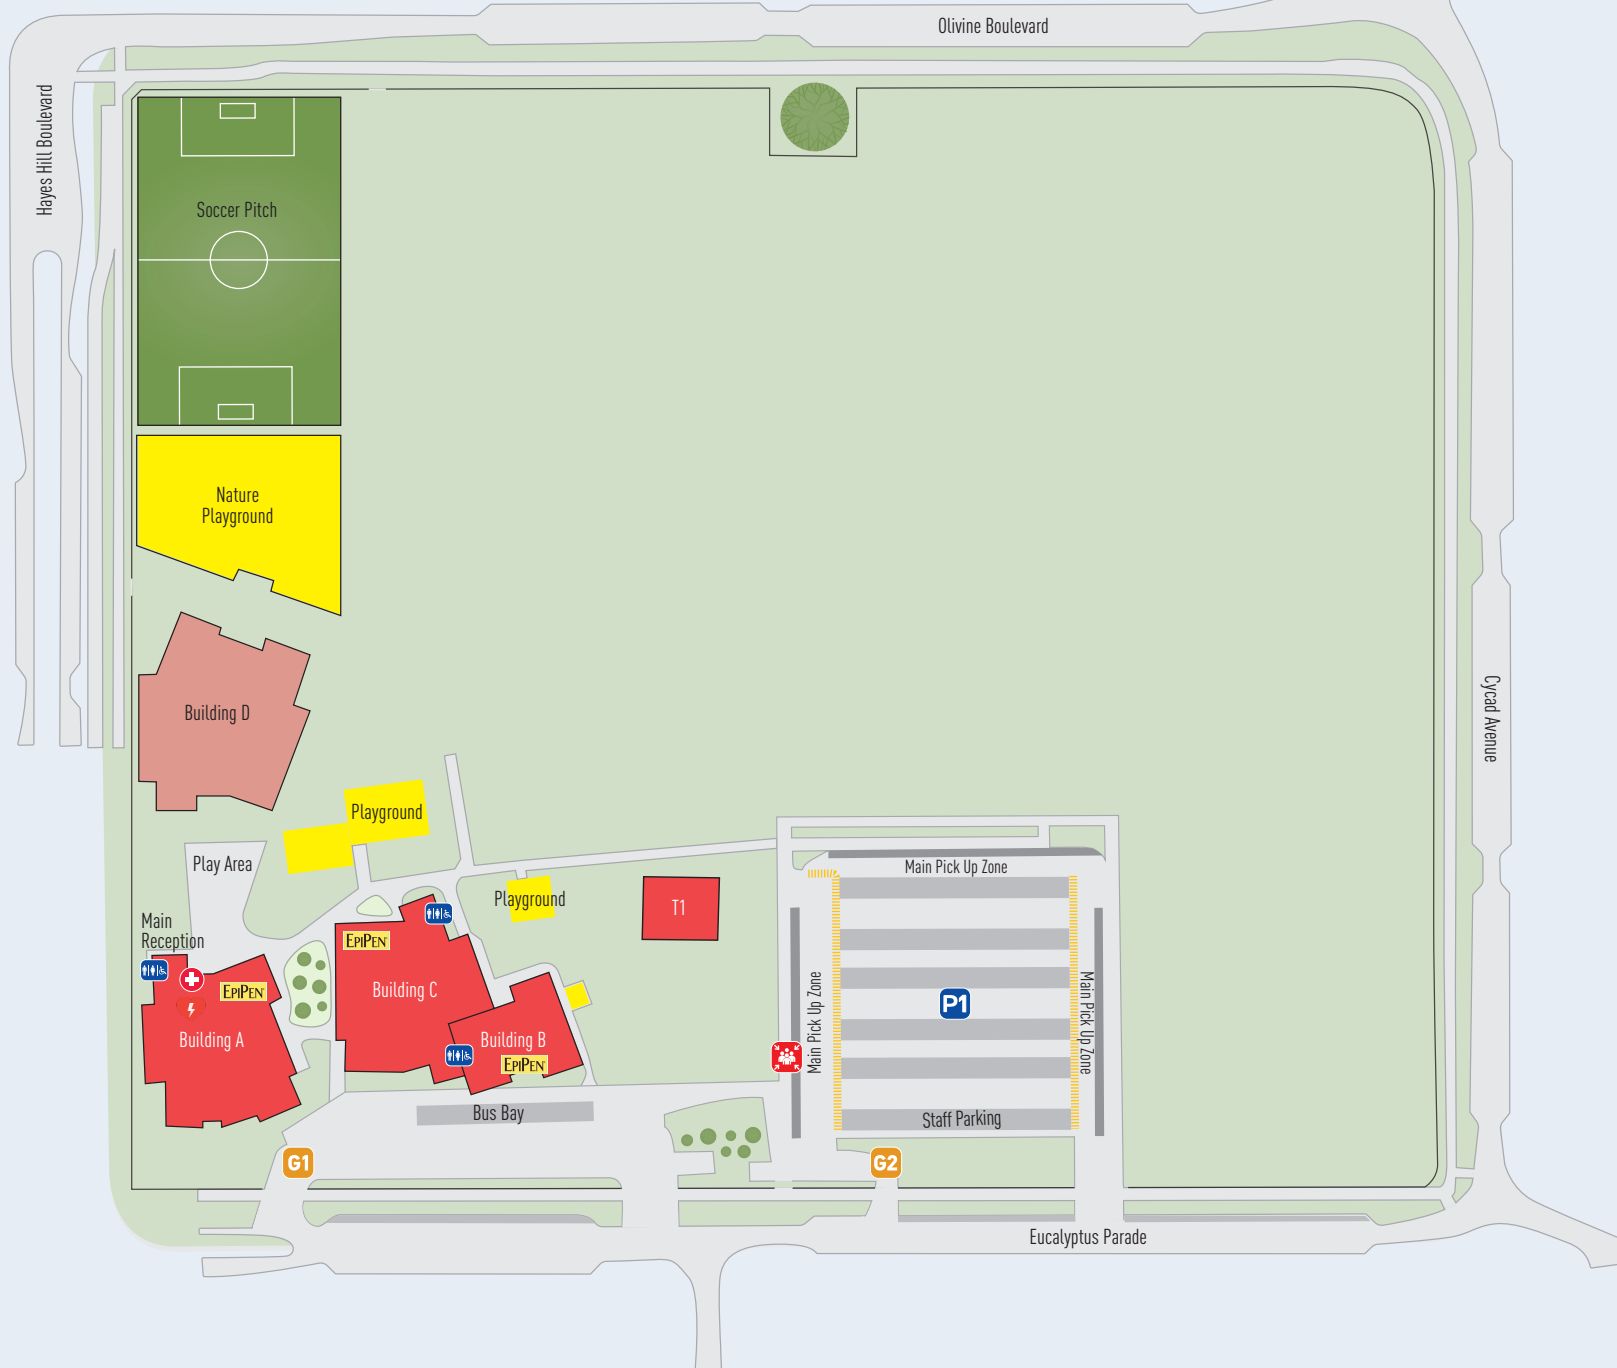 Olivine Boulevard
Hayes Hill Boulevard
Soccer Pitch
Nature
Playground
Building D
Cycad Avenue
Playground
Play Area
Main Pick Up Zone
Playground
T1
Main
Reception
EPIPEN
EPIPEN
Building C
Building A
Building B
EPIPEN
Main Pick Up Zone
P1
Main Pick Up Zone
Bus Bay
Staff Parking
G1
G2
Eucalyptus Parade